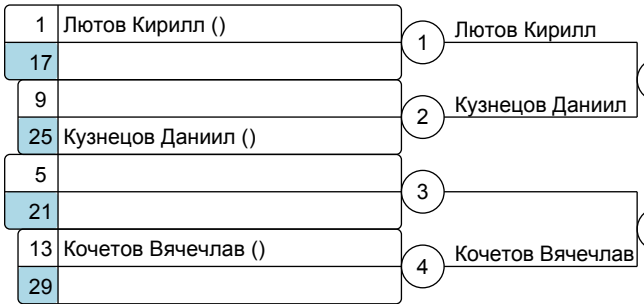 1 Лютов Кирилл ()
17
1 Лютов Кирилл
9
25 Кузнецов Даниил ()
2 Кузнецов Даниил
5
21
3
13 Кочетов Вячечлав ()
29
4 Кочетов Вячечлав